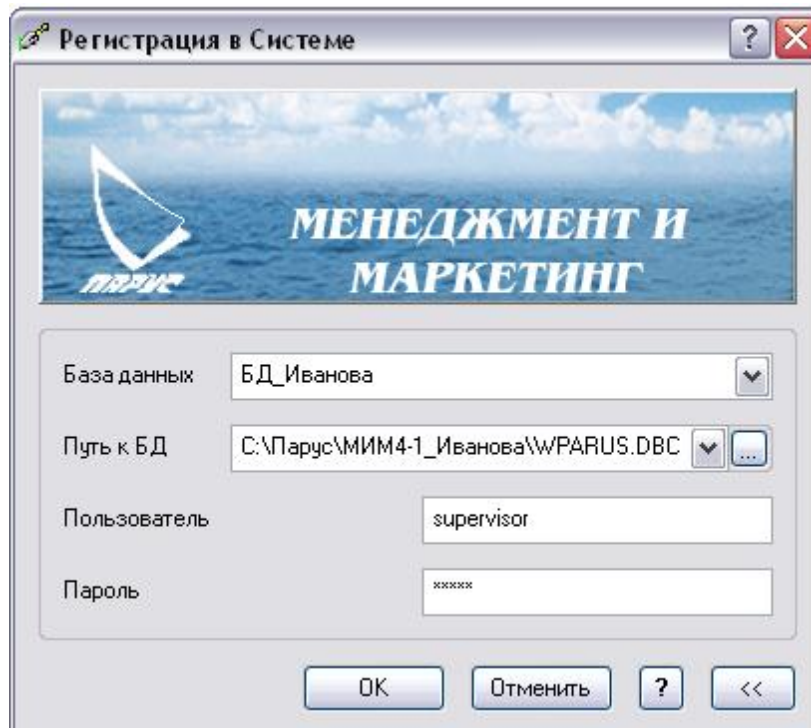 Регистрация в Системе
?
МЕНЕДЖМЕНТ И
МАРКЕТИНГ
ПАРУС
База данных БД_Иванова
Путь к БД С:\Парус\МИМ4-1_Иванова\WPARUS.DBC ...
Пользователь supervisor
Пароль *****
OK Отменить ? <<